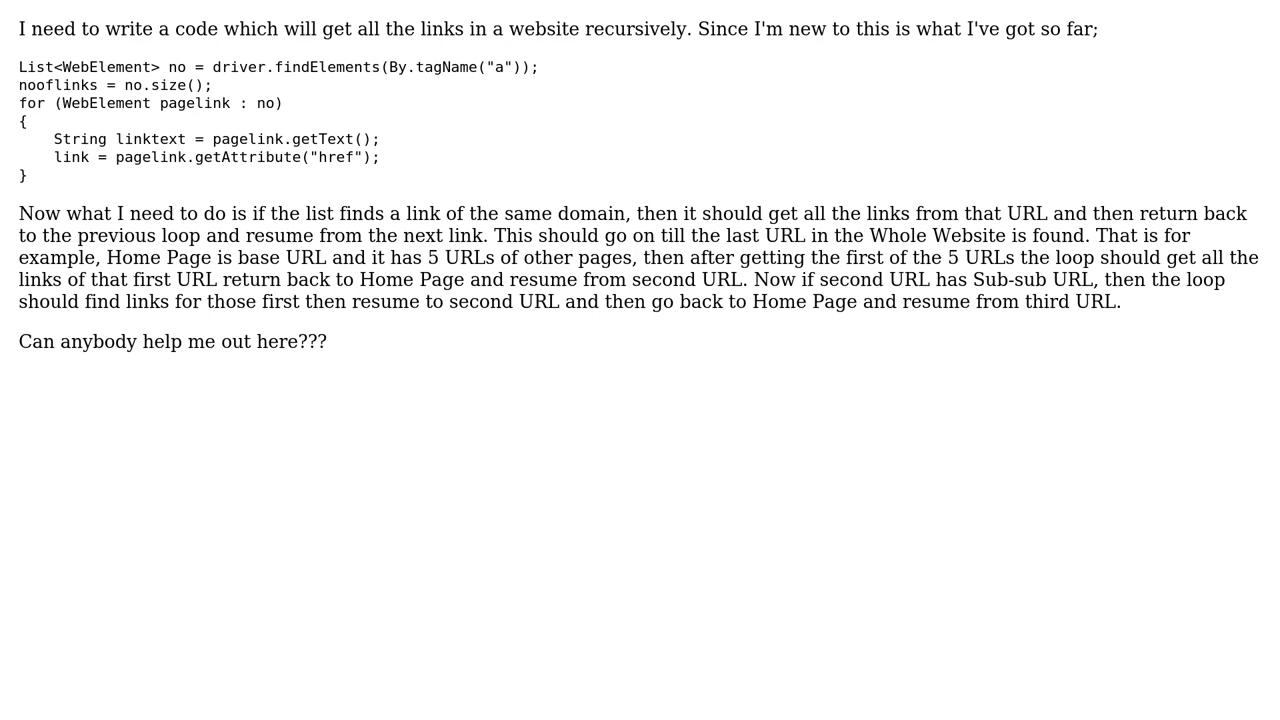 I need to write a code which will get all the links in a website recursively. Since I'm new to this is what I've got so far;
List<WebElement> no = driver.findElements(By.tagName("a"));
nooflinks = no.size();
for (WebElement pagelink : no)
{
    String linktext = pagelink.getText();
    link = pagelink.getAttribute("href");
}
Now what I need to do is if the list finds a link of the same domain, then it should get all the links from that URL and then return back
to the previous loop and resume from the next link. This should go on till the last URL in the Whole Website is found. That is for
example, Home Page is base URL and it has 5 URLs of other pages, then after getting the first of the 5 URLs the loop should get all the
links of that first URL return back to Home Page and resume from second URL. Now if second URL has Sub-sub URL, then the loop
should find links for those first then resume to second URL and then go back to Home Page and resume from third URL.
Can anybody help me out here???